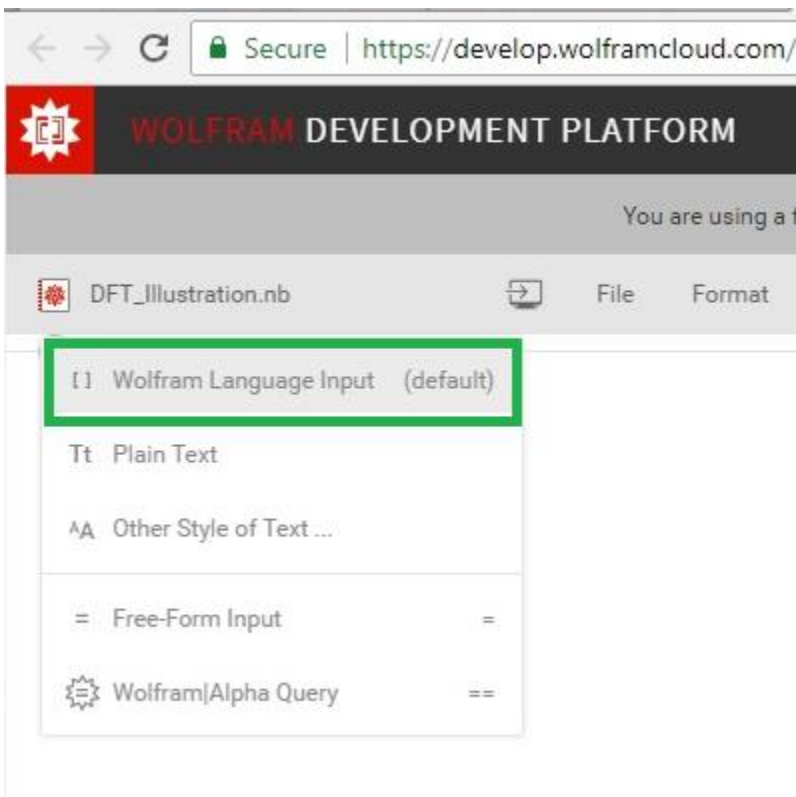 Secure | https://develop.wolframcloud.com/
WOLFRAM DEVELOPMENT PLATFORM
You are using a f
DFT_Illustration.nb File Format
[] Wolfram Language Input (default)
Tt Plain Text
AA Other Style of Text ...
= Free-Form Input =
Wolfram|Alpha Query ==